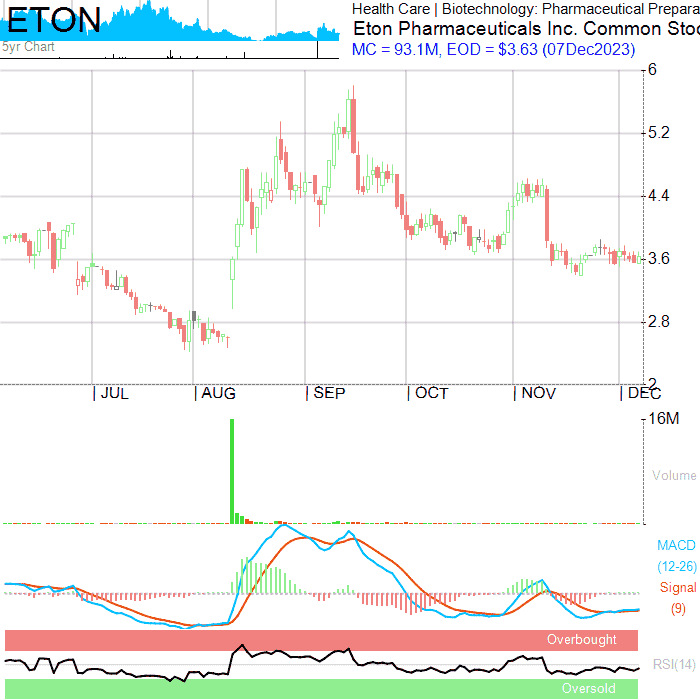 ETON
5yr Chart
Health Care | Biotechnology: Pharmaceutical Prepara
Eton Pharmaceuticals Inc. Common Stoc
MC = 93.1M, EOD = $3.63 (07Dec2023)
6
5.2
4.4
3.6
2.8
2
JUL AUG SEP OCT NOV DEC
16M
Volume
MACD
(12-26)
Signal
(9)
Overbought
RSI(14)
Oversold